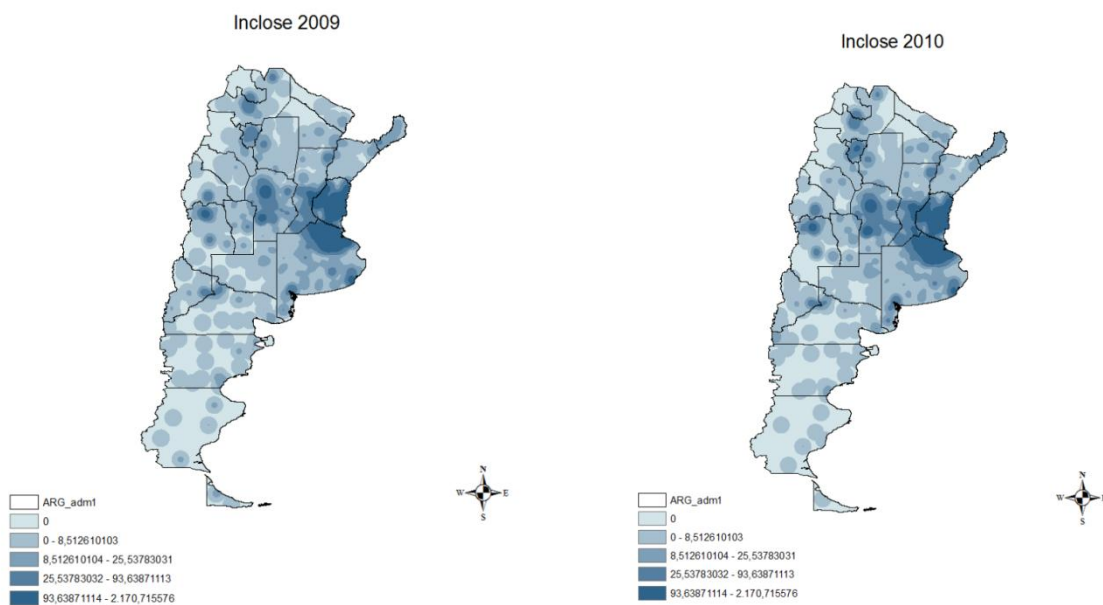 Inclose 2009
N
W E
S
ARG_adm1
0
0 - 8,512610103
8,512610104 - 25,53783031
25,53783032 - 93,63871113
93,63871114 - 2.170,715576
Inclose 2010
N
W E
S
ARG_adm1
0
0 - 8,512610103
8,512610104 - 25,53783031
25,53783032 - 93,63871113
93,63871114 - 2.170,715576